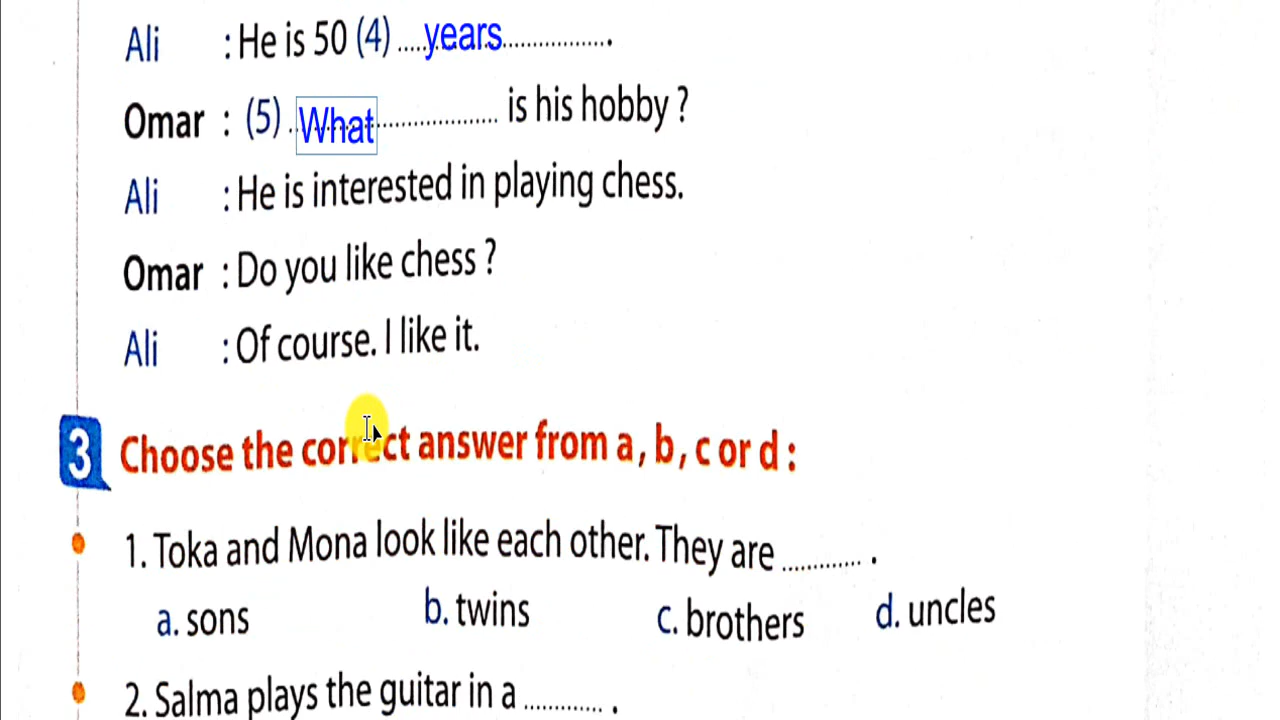 Ali : He is 50 (4) ....years.................
Omar : (5) ..What...................... is his hobby ?
Ali : He is interested in playing chess.
Omar : Do you like chess ?
Ali : Of course. I like it.
3 Choose the correct answer from a, b, c or d :
1. Toka and Mona look like each other. They are ............. .
a. sons b. twins c. brothers d. uncles
2. Salma plays the guitar in a ............. .